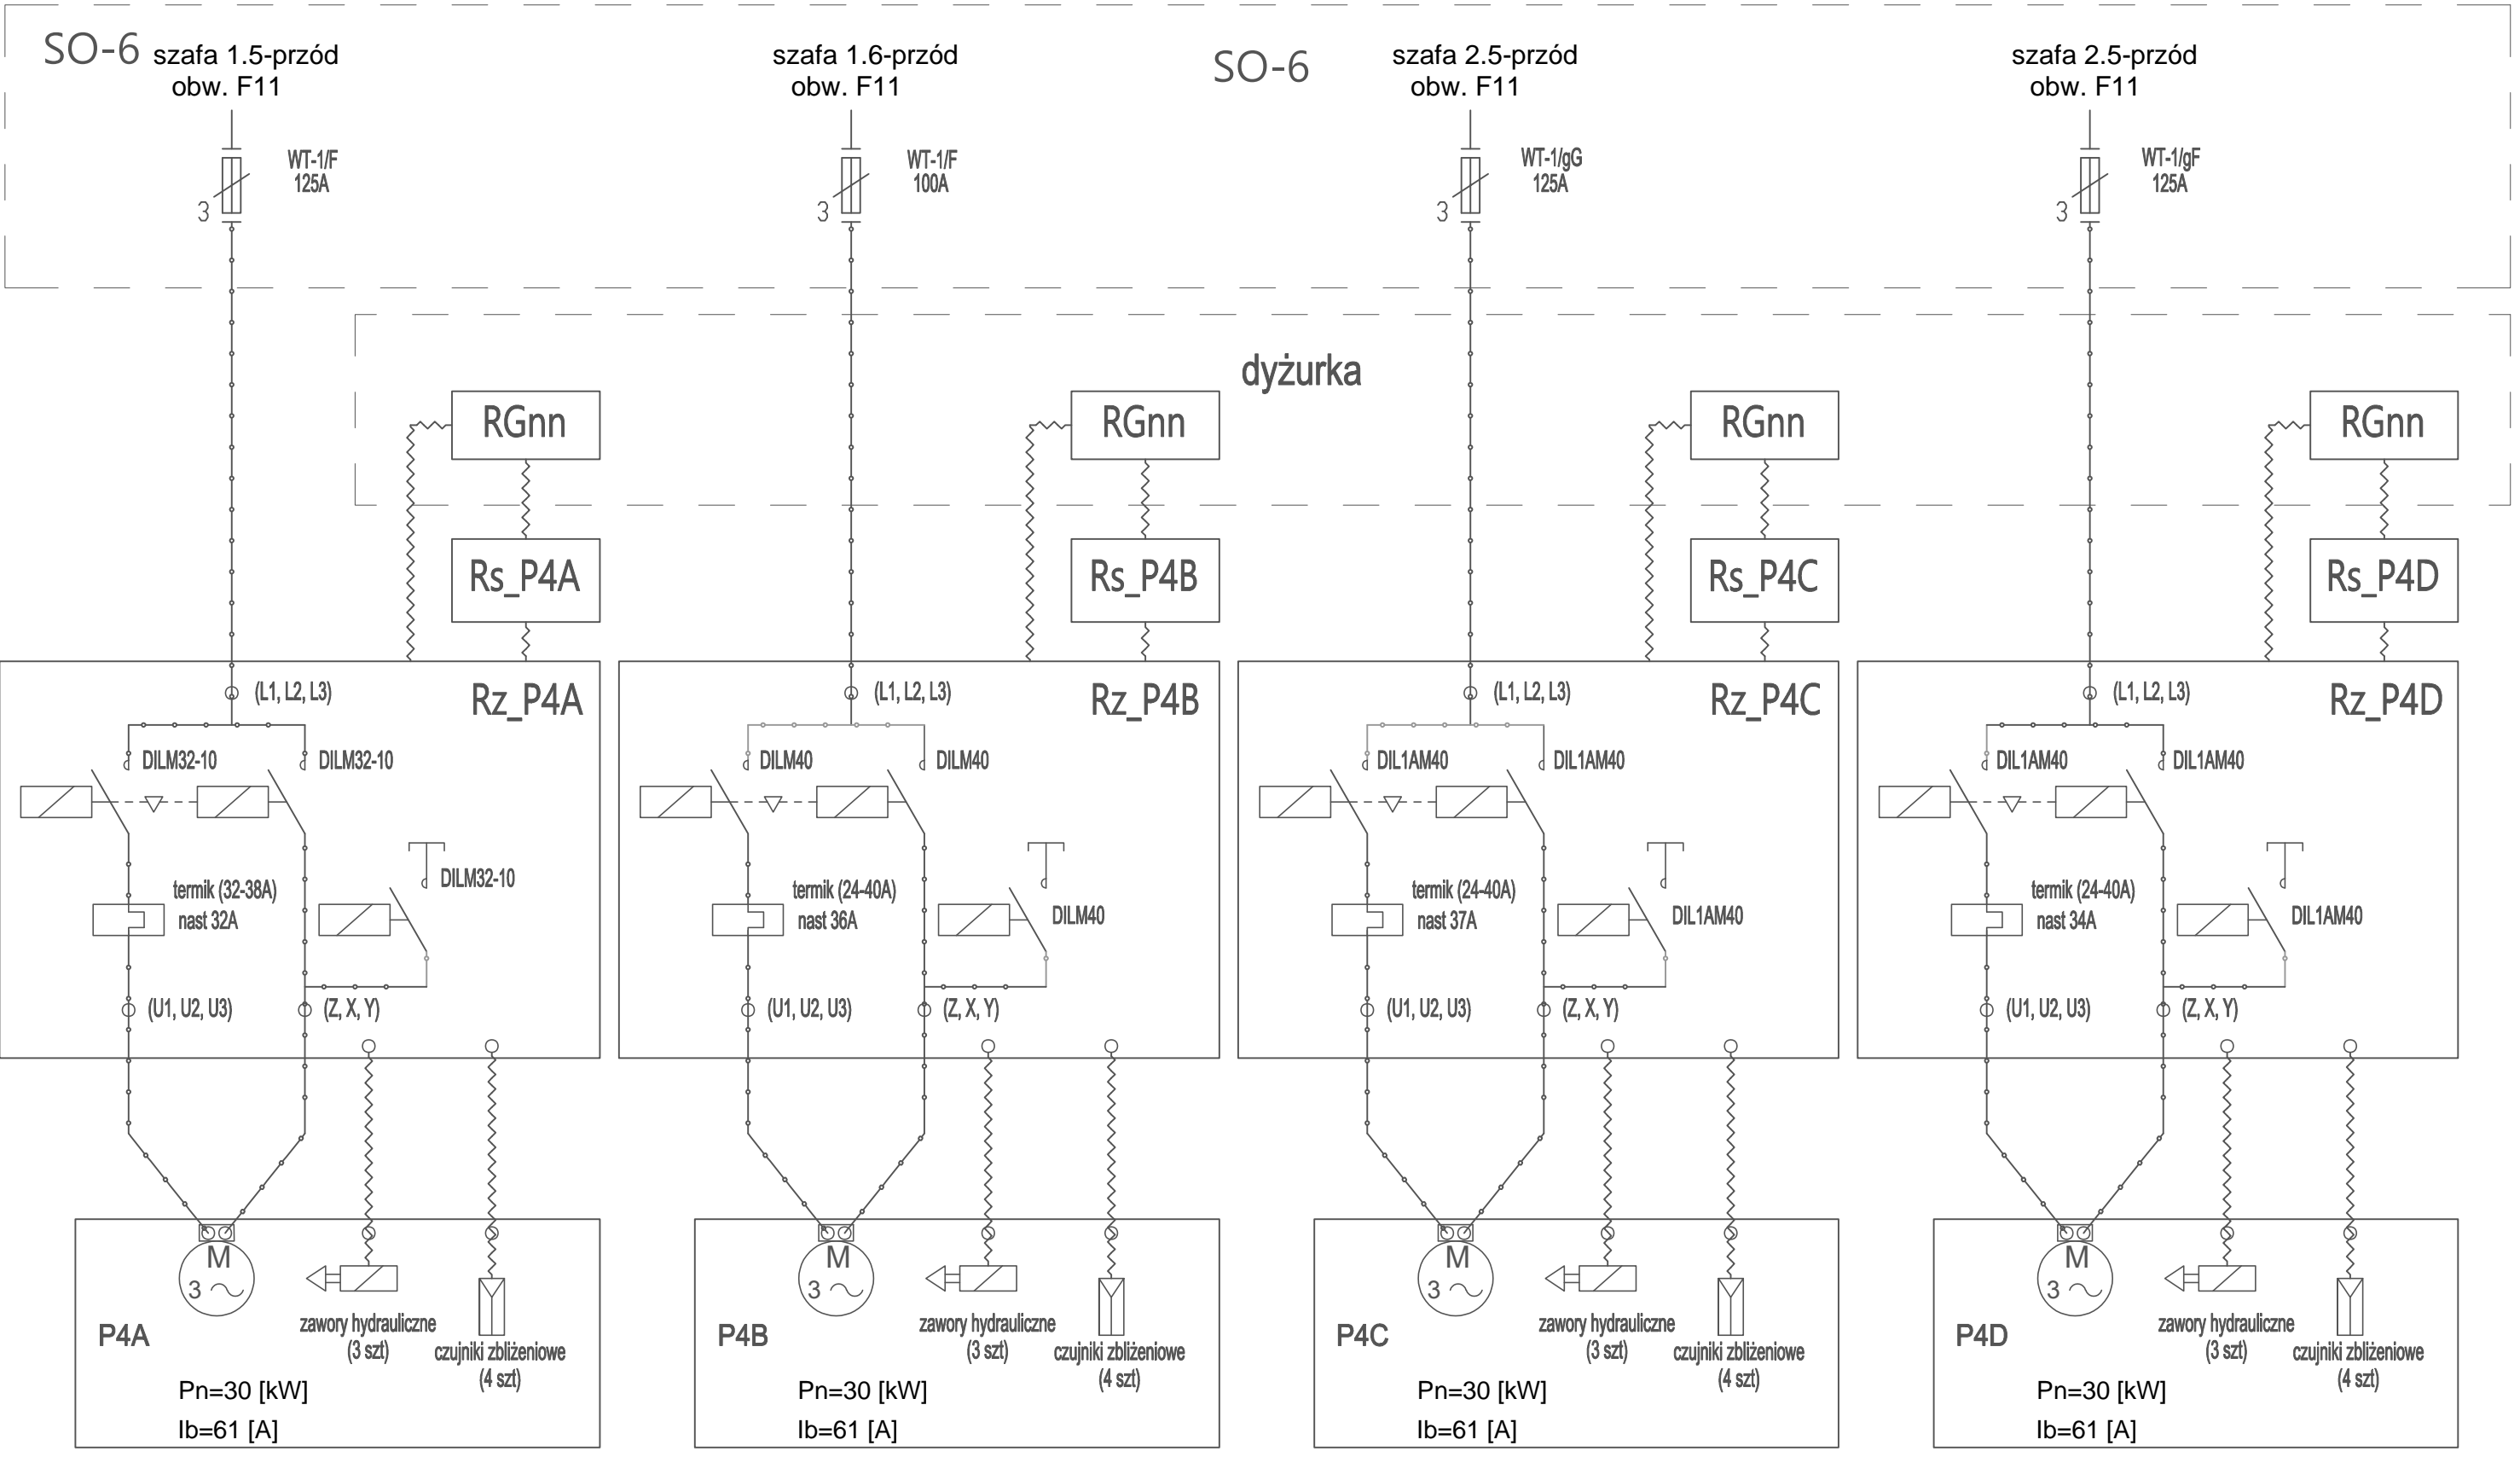 SO-6
szafa 1.5-przód
obw. F11
szafa 1.6-przód
obw. F11
SO-6
szafa 2.5-przód
obw. F11
szafa 2.5-przód
obw. F11
WT-1/F
125A
3
WT-1/F
100A
3
WT-1/gG
125A
3
WT-1/gF
125A
3
dyżurka
RGnn
RGnn
RGnn
RGnn
Rs_P4A
Rs_P4B
Rs_P4C
Rs_P4D
(L1, L2, L3)
Rz_P4A
DILM32-10
DILM32-10
DILM32-10
termik (32-38A)
nast 32A
(U1, U2, U3)
(Z, X, Y)
(L1, L2, L3)
Rz_P4B
DILM40
DILM40
DILM40
termik (24-40A)
nast 36A
(U1, U2, U3)
(Z, X, Y)
(L1, L2, L3)
Rz_P4C
DIL1AM40
DIL1AM40
DIL1AM40
termik (24-40A)
nast 37A
(U1, U2, U3)
(Z, X, Y)
(L1, L2, L3)
Rz_P4D
DIL1AM40
DIL1AM40
DIL1AM40
termik (24-40A)
nast 34A
(U1, U2, U3)
(Z, X, Y)
M
3
P4A
zawory hydrauliczne
(3 szt)
czujniki zbliżeniowe
(4 szt)
Pn=30 [kW]
Ib=61 [A]
M
3
P4B
zawory hydrauliczne
(3 szt)
czujniki zbliżeniowe
(4 szt)
Pn=30 [kW]
Ib=61 [A]
M
3
P4C
zawory hydrauliczne
(3 szt)
czujniki zbliżeniowe
(4 szt)
Pn=30 [kW]
Ib=61 [A]
M
3
P4D
zawory hydrauliczne
(3 szt)
czujniki zbliżeniowe
(4 szt)
Pn=30 [kW]
Ib=61 [A]